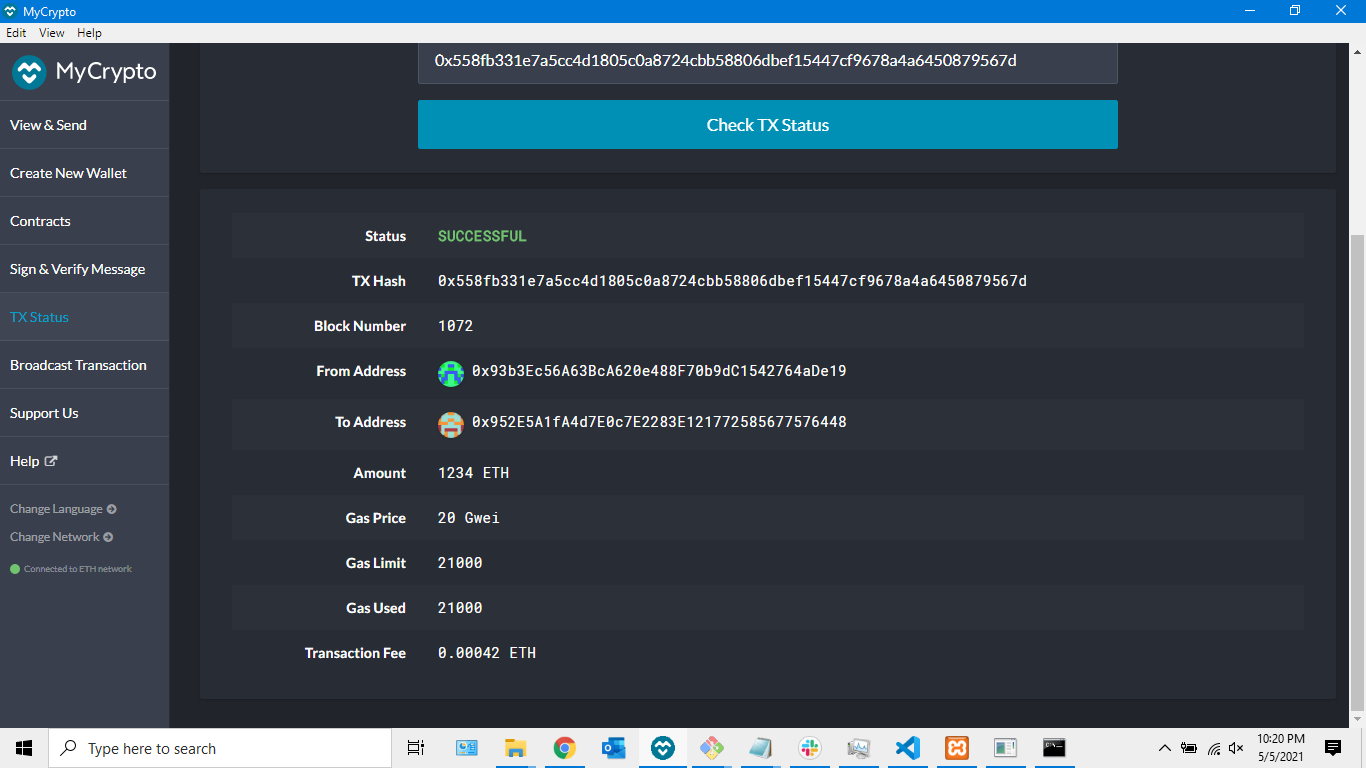 MyCrypto
Edit View Help
MyCrypto
View & Send
Create New Wallet
Contracts
Sign & Verify Message
TX Status
Broadcast Transaction
Support Us
Help
Change Language
Change Network
Connected to ETH network
0x558fb331e7a5cc4d1805c0a8724cbb58806dbef15447cf9678a4a6450879567d
Check TX Status
Status SUCCESSFUL
TX Hash 0x558fb331e7a5cc4d1805c0a8724cbb58806dbef15447cf9678a4a6450879567d
Block Number 1072
From Address 0x93b3Ec56A63BcA620e488F70b9dC1542764aDe19
To Address 0x952E5A1fA4d7E0c7E2283E121772585677576448
Amount 1234 ETH
Gas Price 20 Gwei
Gas Limit 21000
Gas Used 21000
Transaction Fee 0.00042 ETH
Type here to search
10:20 PM
5/5/2021